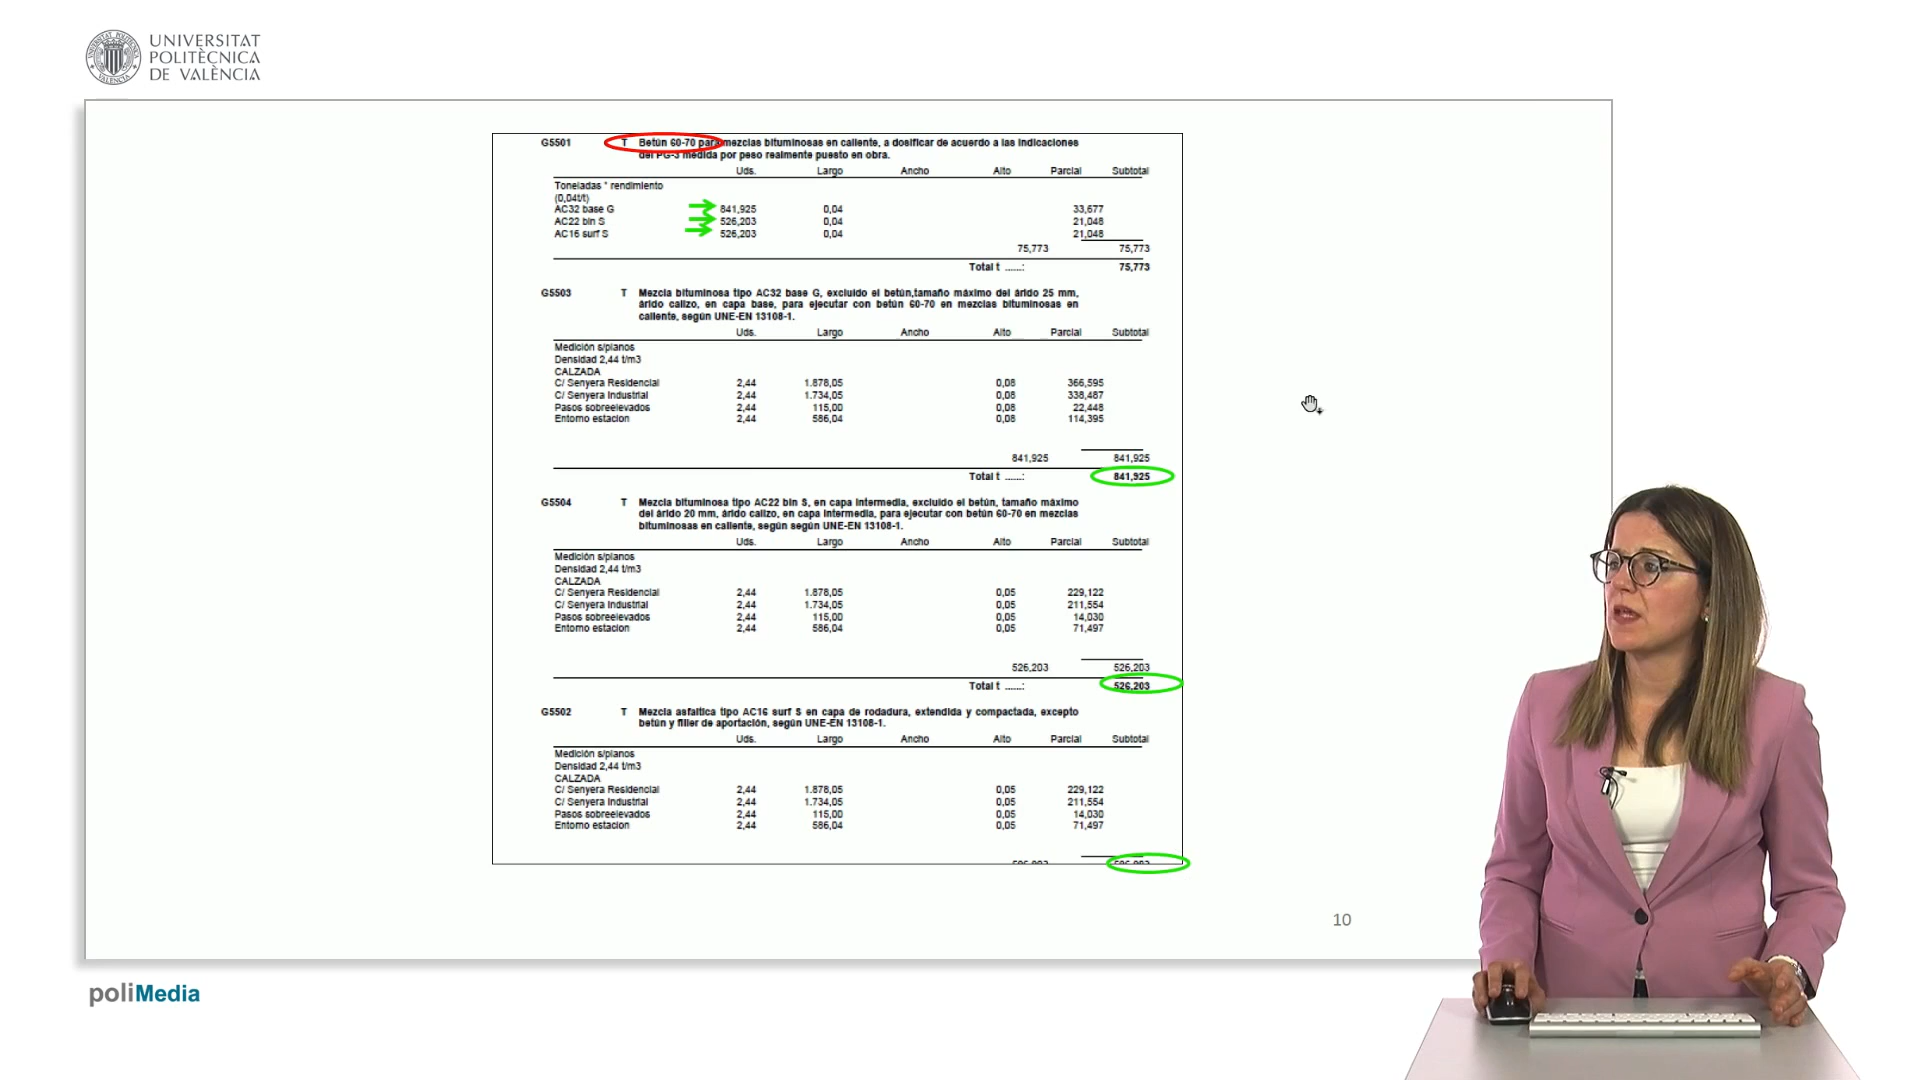 UNIVERSITAT
POLITÈCNICA
DE VALÈNCIA
G5501 T Betún 60-70 para mezclas bituminosas en caliente, a dosificar de acuerdo a las indicaciones
del PG-3 medida por peso realmente puesto en obra.
Uds. Largo Ancho Alto Parcial Subtotal
Toneladas * rendimiento
(0,04t/t)
AC32 base G 841,925 0,04 33,677
AC22 bin S 526,203 0,04 21,048
AC16 surf S 526,203 0,04 21,048
75,773 75,773
Total t ......: 75,773
G5503 T Mezcla bituminosa tipo AC32 base G, excluido el betún,tamaño máximo del árido 25 mm,
árido calizo, en capa base, para ejecutar con betún 60-70 en mezclas bituminosas en
caliente, según UNE-EN 13108-1.
Uds. Largo Ancho Alto Parcial Subtotal
Medición s/planos
Densidad 2,44 t/m3
CALZADA
C/ Senyera Residencial 2,44 1.878,05 0,08 366,595
C/ Senyera Industrial 2,44 1.734,05 0,08 338,487
Pasos sobreelevados 2,44 115,00 0,08 22,448
Entorno estacion 2,44 586,04 0,08 114,395
841,925 841,925
Total t ......: 841,925
G5504 T Mezcla bituminosa tipo AC22 bin S, en capa intermedia, excluido el betún, tamaño máximo
del árido 20 mm, árido calizo, en capa intermedia, para ejecutar con betún 60-70 en mezclas
bituminosas en caliente, según según UNE-EN 13108-1.
Uds. Largo Ancho Alto Parcial Subtotal
Medición s/planos
Densidad 2,44 t/m3
CALZADA
C/ Senyera Residencial 2,44 1.878,05 0,05 229,122
C/ Senyera Industrial 2,44 1.734,05 0,05 211,554
Pasos sobreelevados 2,44 115,00 0,05 14,030
Entorno estacion 2,44 586,04 0,05 71,497
526,203 526,203
Total t ......: 526,203
G5502 T Mezcla asfaltica tipo AC16 surf S en capa de rodadura, extendida y compactada, excepto
betún y filler de aportación, según UNE-EN 13108-1.
Uds. Largo Ancho Alto Parcial Subtotal
Medición s/planos
Densidad 2,44 t/m3
CALZADA
C/ Senyera Residencial 2,44 1.878,05 0,05 229,122
C/ Senyera Industrial 2,44 1.734,05 0,05 211,554
Pasos sobreelevados 2,44 115,00 0,05 14,030
Entorno estacion 2,44 586,04 0,05 71,497
10
poliMedia